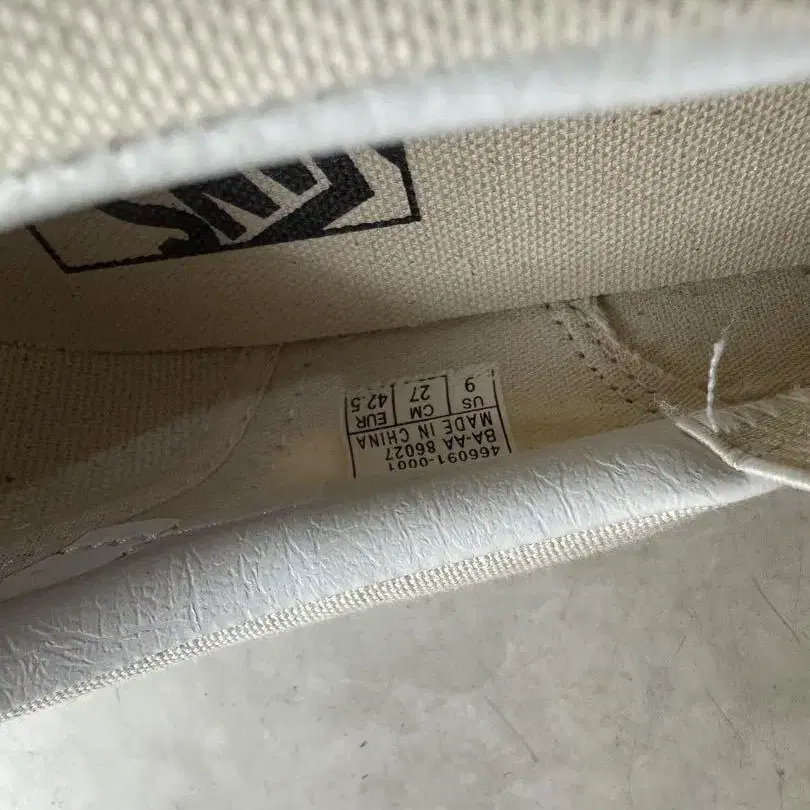 466091-0001
BA-AA 86027
MADE IN CHINA
US CM EUR
9 27 42.5